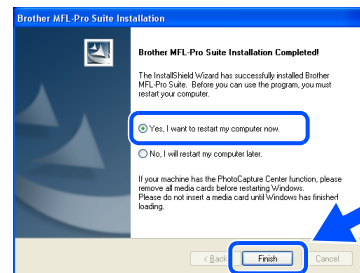 Brother MFL-Pro Suite Installation
Brother MFL-Pro Suite Installation Completed!
The InstallShield Wizard has successfully installed Brother
MFL-Pro Suite. Before you can use the program, you must
restart your computer.
Yes, I want to restart my computer now.
No, I will restart my computer later.
If your machine has the PhotoCapture Center function, please
remove all media cards before restarting Windows.
Please do not insert a media card until Windows has finished
loading.
< Back Finish Cancel